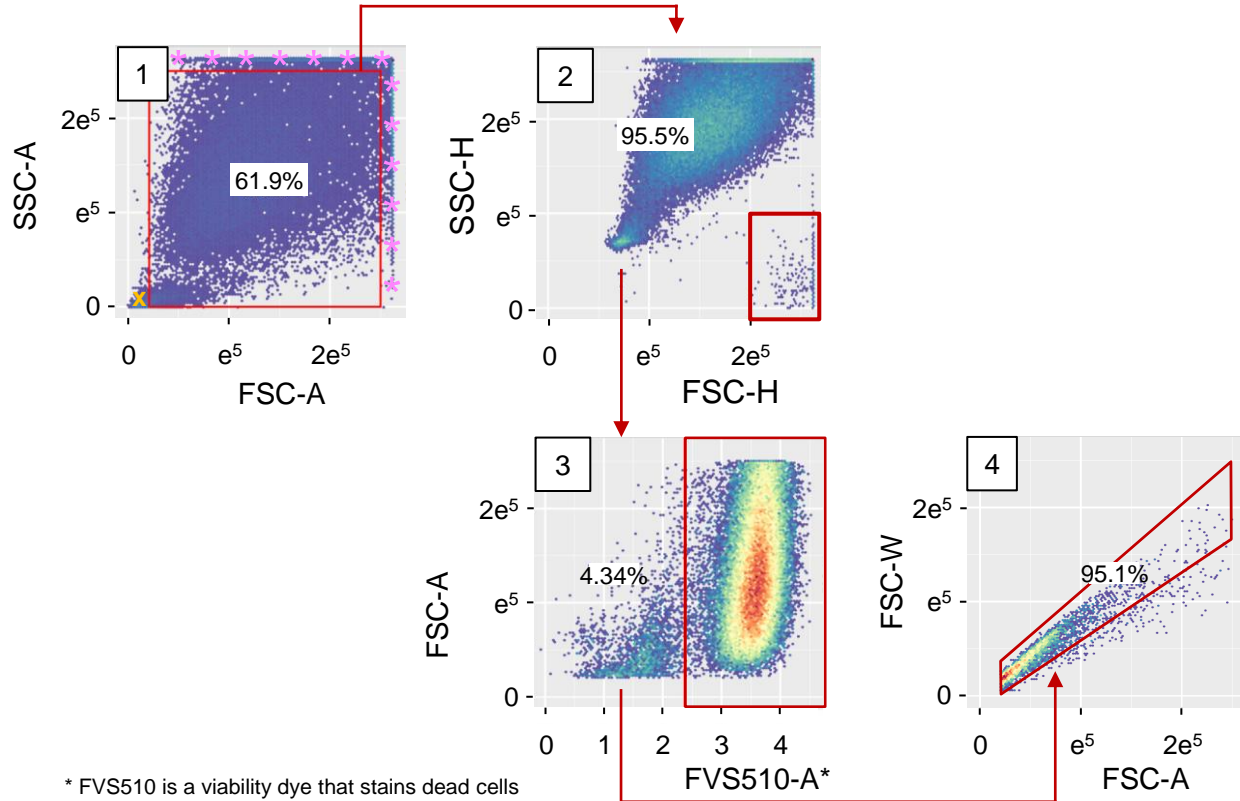 1
SSC-A
2e⁵
e⁵
0
61.9%
* * * * * * *
*
*
*
*
*
*
x
0 e⁵ 2e⁵
FSC-A
2
SSC-H
2e⁵
e⁵
0
95.5%
0 e⁵ 2e⁵
FSC-H
3
FSC-A
2e⁵
e⁵
0
4.34%
0 1 2 3 4
FVS510-A*
4
FSC-W
2e⁵
e⁵
0
95.1%
0 e⁵ 2e⁵
FSC-A
* FVS510 is a viability dye that stains dead cells